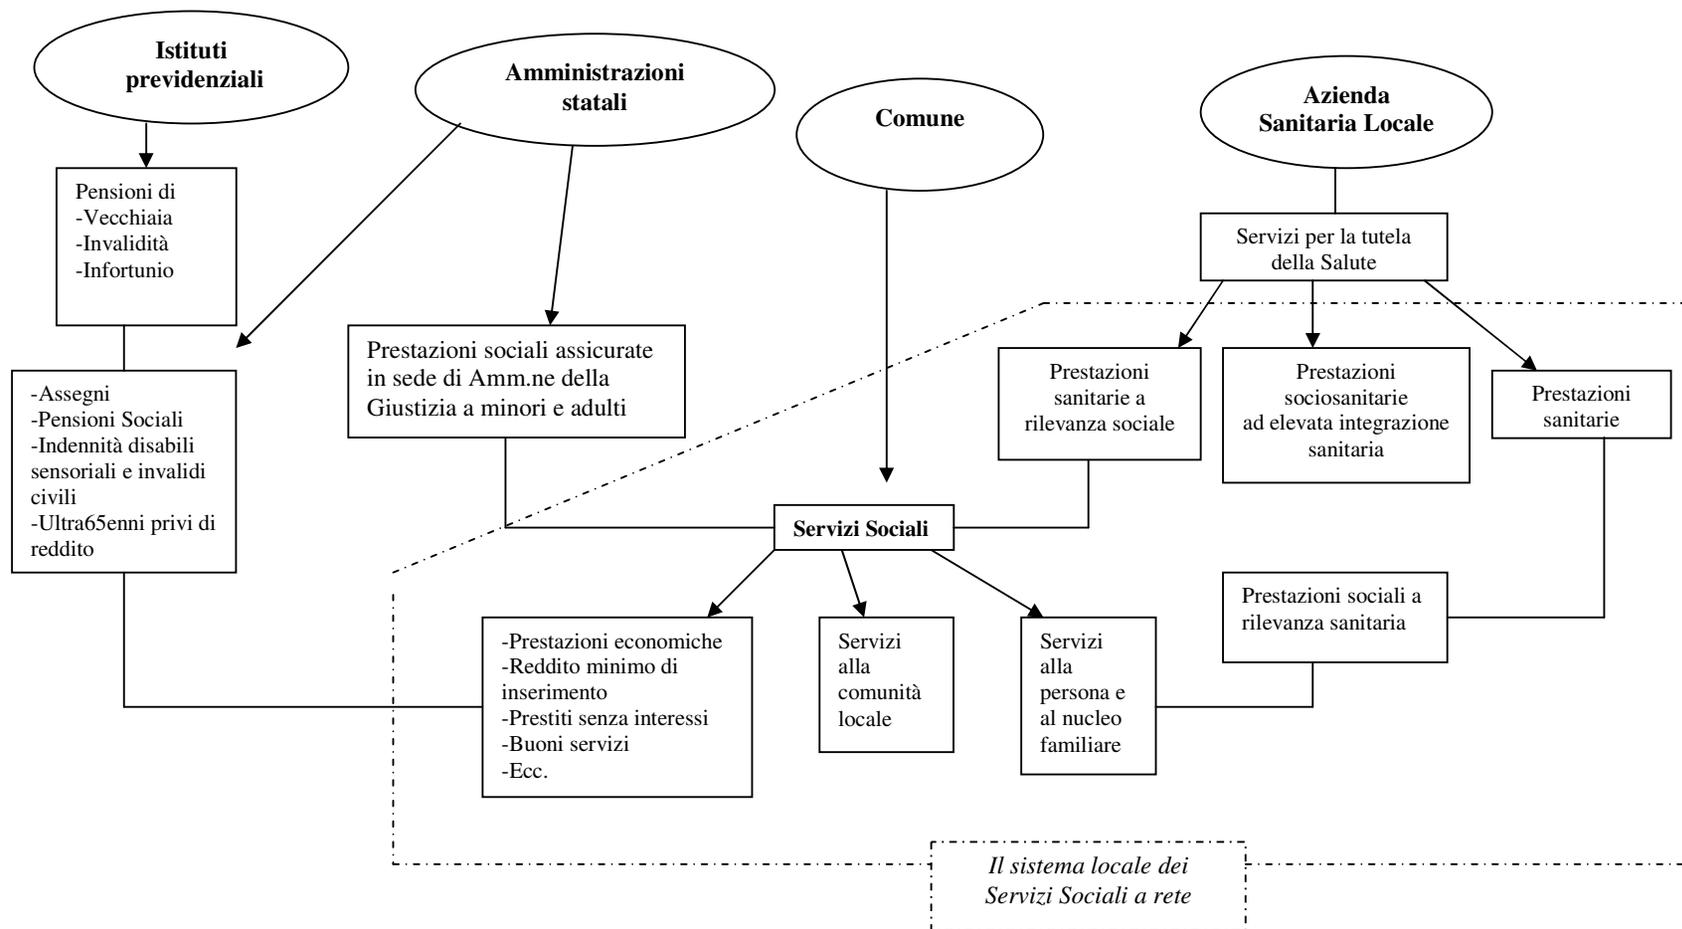 Istituti
previdenziali
Amministrazioni
statali
Comune
Azienda
Sanitaria Locale
Pensioni di
-Vecchiaia
-Invalidità
-Infortunio
Servizi per la tutela
della Salute
Prestazioni sociali assicurate
in sede di Amm.ne della
Giustizia a minori e adulti
Prestazioni
sanitarie a
rilevanza sociale
Prestazioni
sociosanitarie
ad elevata integrazione
sanitaria
Prestazioni
sanitarie
-Assegni
-Pensioni Sociali
-Indennità disabili
sensoriali e invalidi
civili
-Ultra65enni privi di
reddito
Servizi Sociali
Prestazioni sociali a
rilevanza sanitaria
-Prestazioni economiche
-Reddito minimo di
inserimento
-Prestiti senza interessi
-Buoni servizi
-Ecc.
Servizi
alla
comunità
locale
Servizi
alla
persona e
al nucleo
familiare
Il sistema locale dei
Servizi Sociali a rete